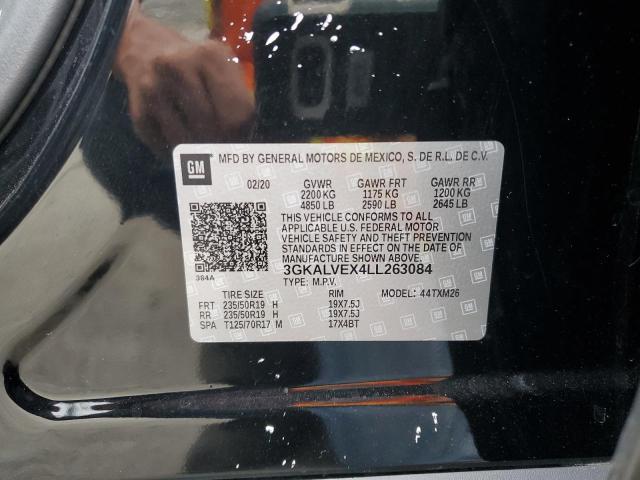 GM
MFD BY GENERAL MOTORS DE MEXICO, S. DE R.L. DE C.V.
02/20 GVWR GAWR FRT GAWR RR
2200 KG 1175 KG 1200 KG
4850 LB 2590 LB 2645 LB
THIS VEHICLE CONFORMS TO ALL
APPLICABLE U.S. FEDERAL MOTOR
VEHICLE SAFETY AND THEFT PREVENTION
STANDARDS IN EFFECT ON THE DATE
OF MANUFACTURE SHOWN ABOVE.
384A 3GKALVEX4LL263084
TYPE: M.P.V.
TIRE SIZE RIM MODEL: 44TXM26
FRT 235/50R19 H 19X7.5J
RR 235/50R19 H 19X7.5J
SPA T125/70R17 M 17X4BT